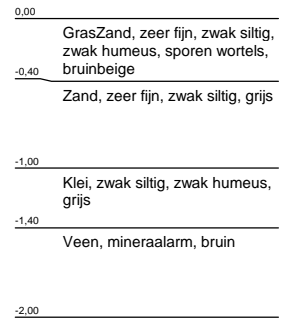 0,00
GrasZand, zeer fijn, zwak siltig,
zwak humeus, sporen wortels,
bruinbeige
-0,40
Zand, zeer fijn, zwak siltig, grijs
-1,00
Klei, zwak siltig, zwak humeus,
grijs
-1,40
Veen, mineraalarm, bruin
-2,00